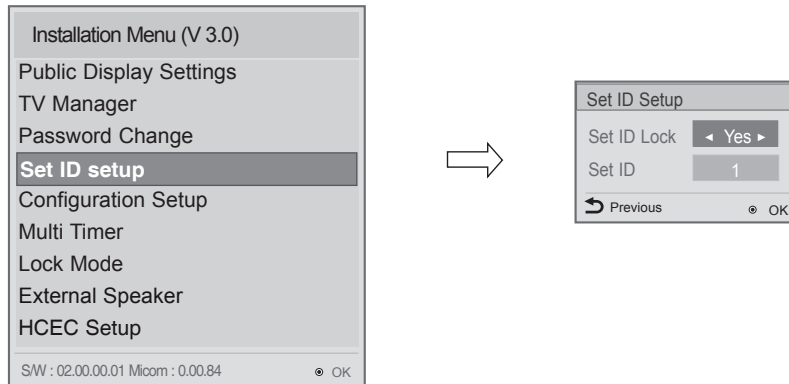 Installation Menu (V 3.0)
Public Display Settings
TV Manager
Password Change
Set ID setup
Configuration Setup
Multi Timer
Lock Mode
External Speaker
HCEC Setup
S/W : 02.00.00.01 Micom : 0.00.84 ◉ OK
Set ID Setup
Set ID Lock ◄ Yes ►
Set ID 1
Previous ◉ OK